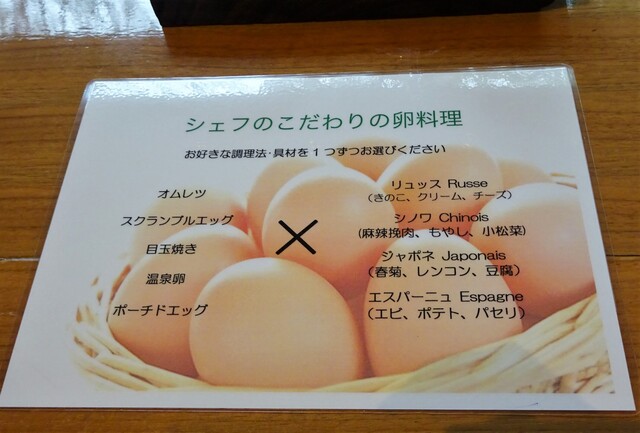 シェフのこだわりの卵料理
お好きな調理法・具材を1つずつお選びください
オムレツ
スクランブルエッグ
目玉焼き
温泉卵
ポーチドエッグ
×
リュッス Russe
(きのこ、クリーム、チーズ)
シノワ Chinois
(麻辣挽肉、もやし、小松菜)
ジャポネ Japonais
(春菊、レンコン、豆腐)
エスパーニュ Espagne
(エビ、ポテト、パセリ)